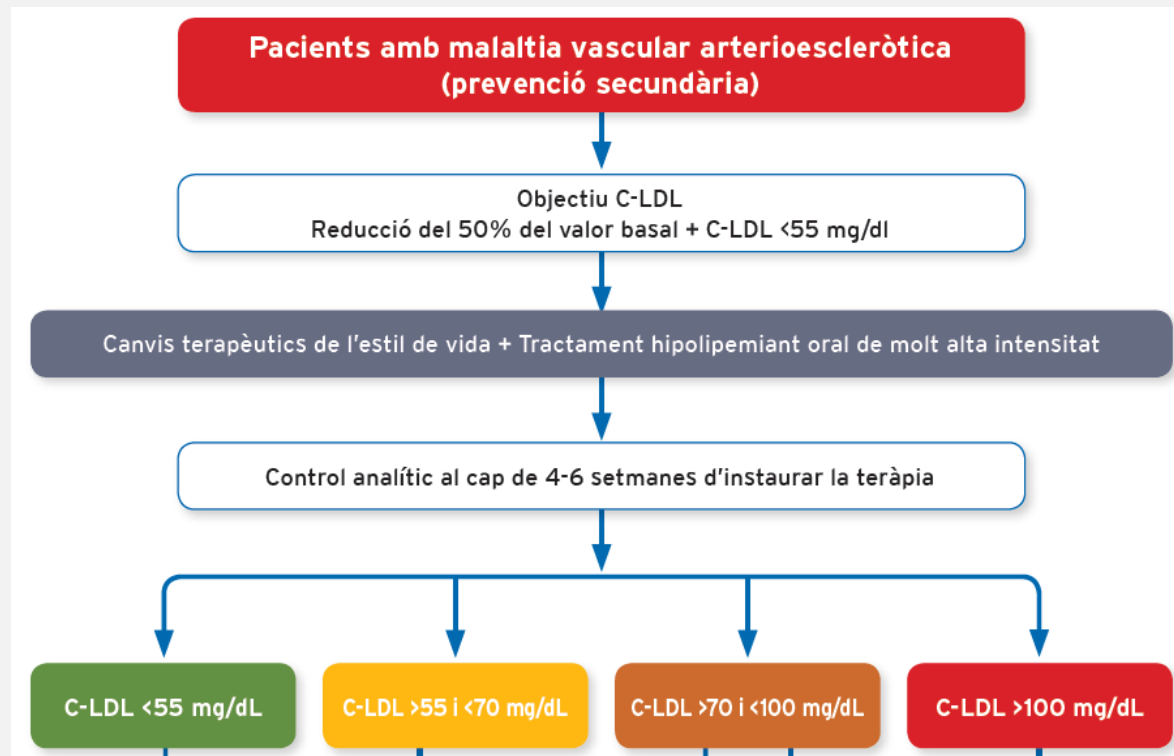 Pacients amb malaltia vascular arterioescleròtica
(prevenció secundària)
Objectiu C-LDL
Reducció del 50% del valor basal + C-LDL <55 mg/dl
Canvis terapèutics de l'estil de vida + Tractament hipolipemiant oral de molt alta intensitat
Control analític al cap de 4-6 setmanes d'instaurar la teràpia
C-LDL <55 mg/dL
C-LDL >55 i <70 mg/dL
C-LDL >70 i <100 mg/dL
C-LDL >100 mg/dL